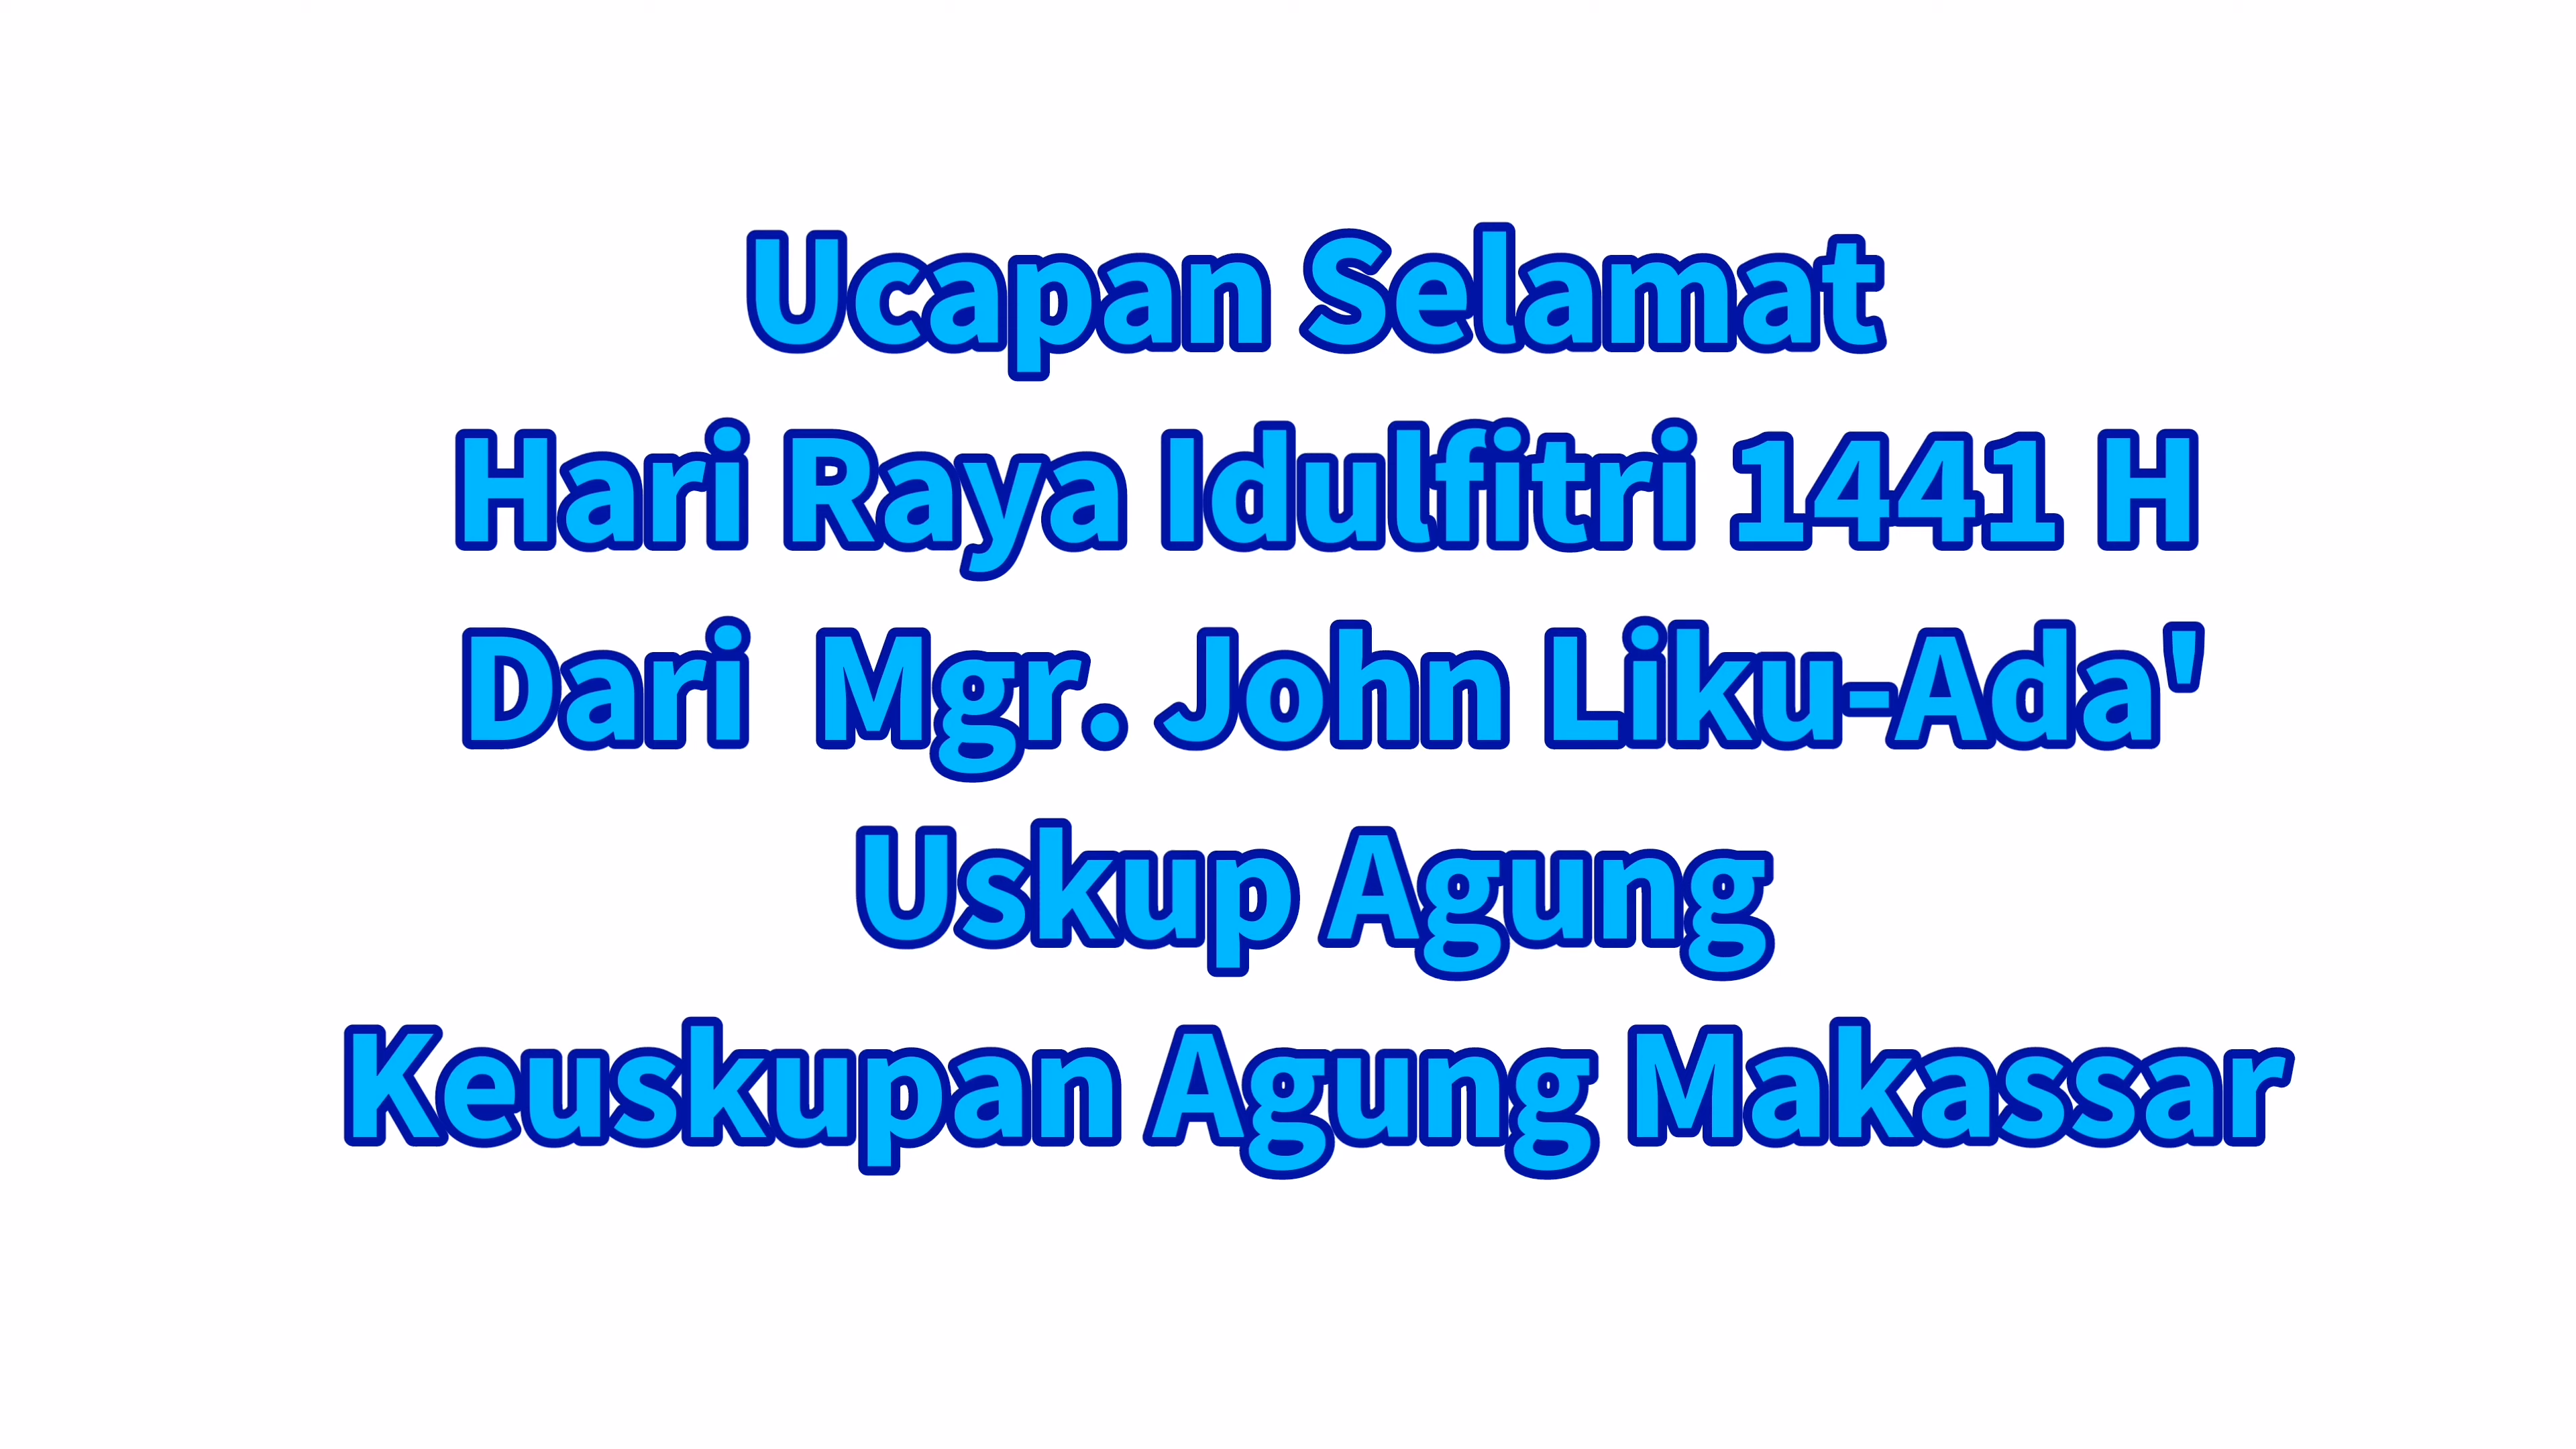 Ucapan Selamat
Hari Raya Idulfitri 1441 H
Dari  Mgr. John Liku-Ada'
Uskup Agung
Keuskupan Agung Makassar